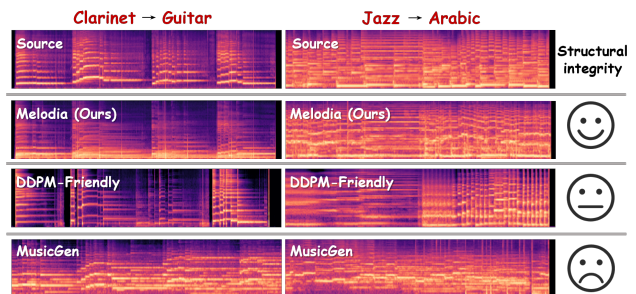 Clarinet → Guitar
Jazz → Arabic
Source
Source
Structural
integrity
Melodia (Ours)
Melodia (Ours)
DDPM-Friendly
DDPM-Friendly
MusicGen
MusicGen